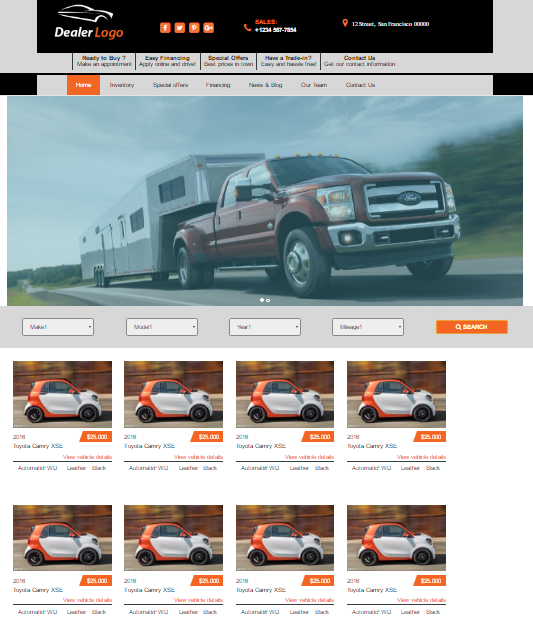 Dealer Logo
SALES:
+1234 567-7854
12 Street, San Francisco 00000
Ready to Buy ? Easy Financing Special Offers Have a Trade-in? Contact Us
Make an appointment Apply online and drive! Best prices in town Easy and hassle free! Get our contact information
Home Inventory Special offers Financing News & Blog Our Team Contact Us
Ford
Make1 Model1 Year1 Mileage1 SEARCH
2016 $25.000 2016 $25.000 2016 $25.000 2016 $25.000
Toyota Camry XSE Toyota Camry XSE Toyota Camry XSE Toyota Camry XSE
View vehicle details View vehicle details View vehicle details View vehicle details
Automatic Leather Black Automatic Leather Black Automatic Leather Black Automatic Leather Black
2016 $25.000 2016 $25.000 2016 $25.000 2016 $25.000
Toyota Camry XSE Toyota Camry XSE Toyota Camry XSE Toyota Camry XSE
View vehicle details View vehicle details View vehicle details View vehicle details
Automatic Leather Black Automatic Leather Black Automatic Leather Black Automatic Leather Black